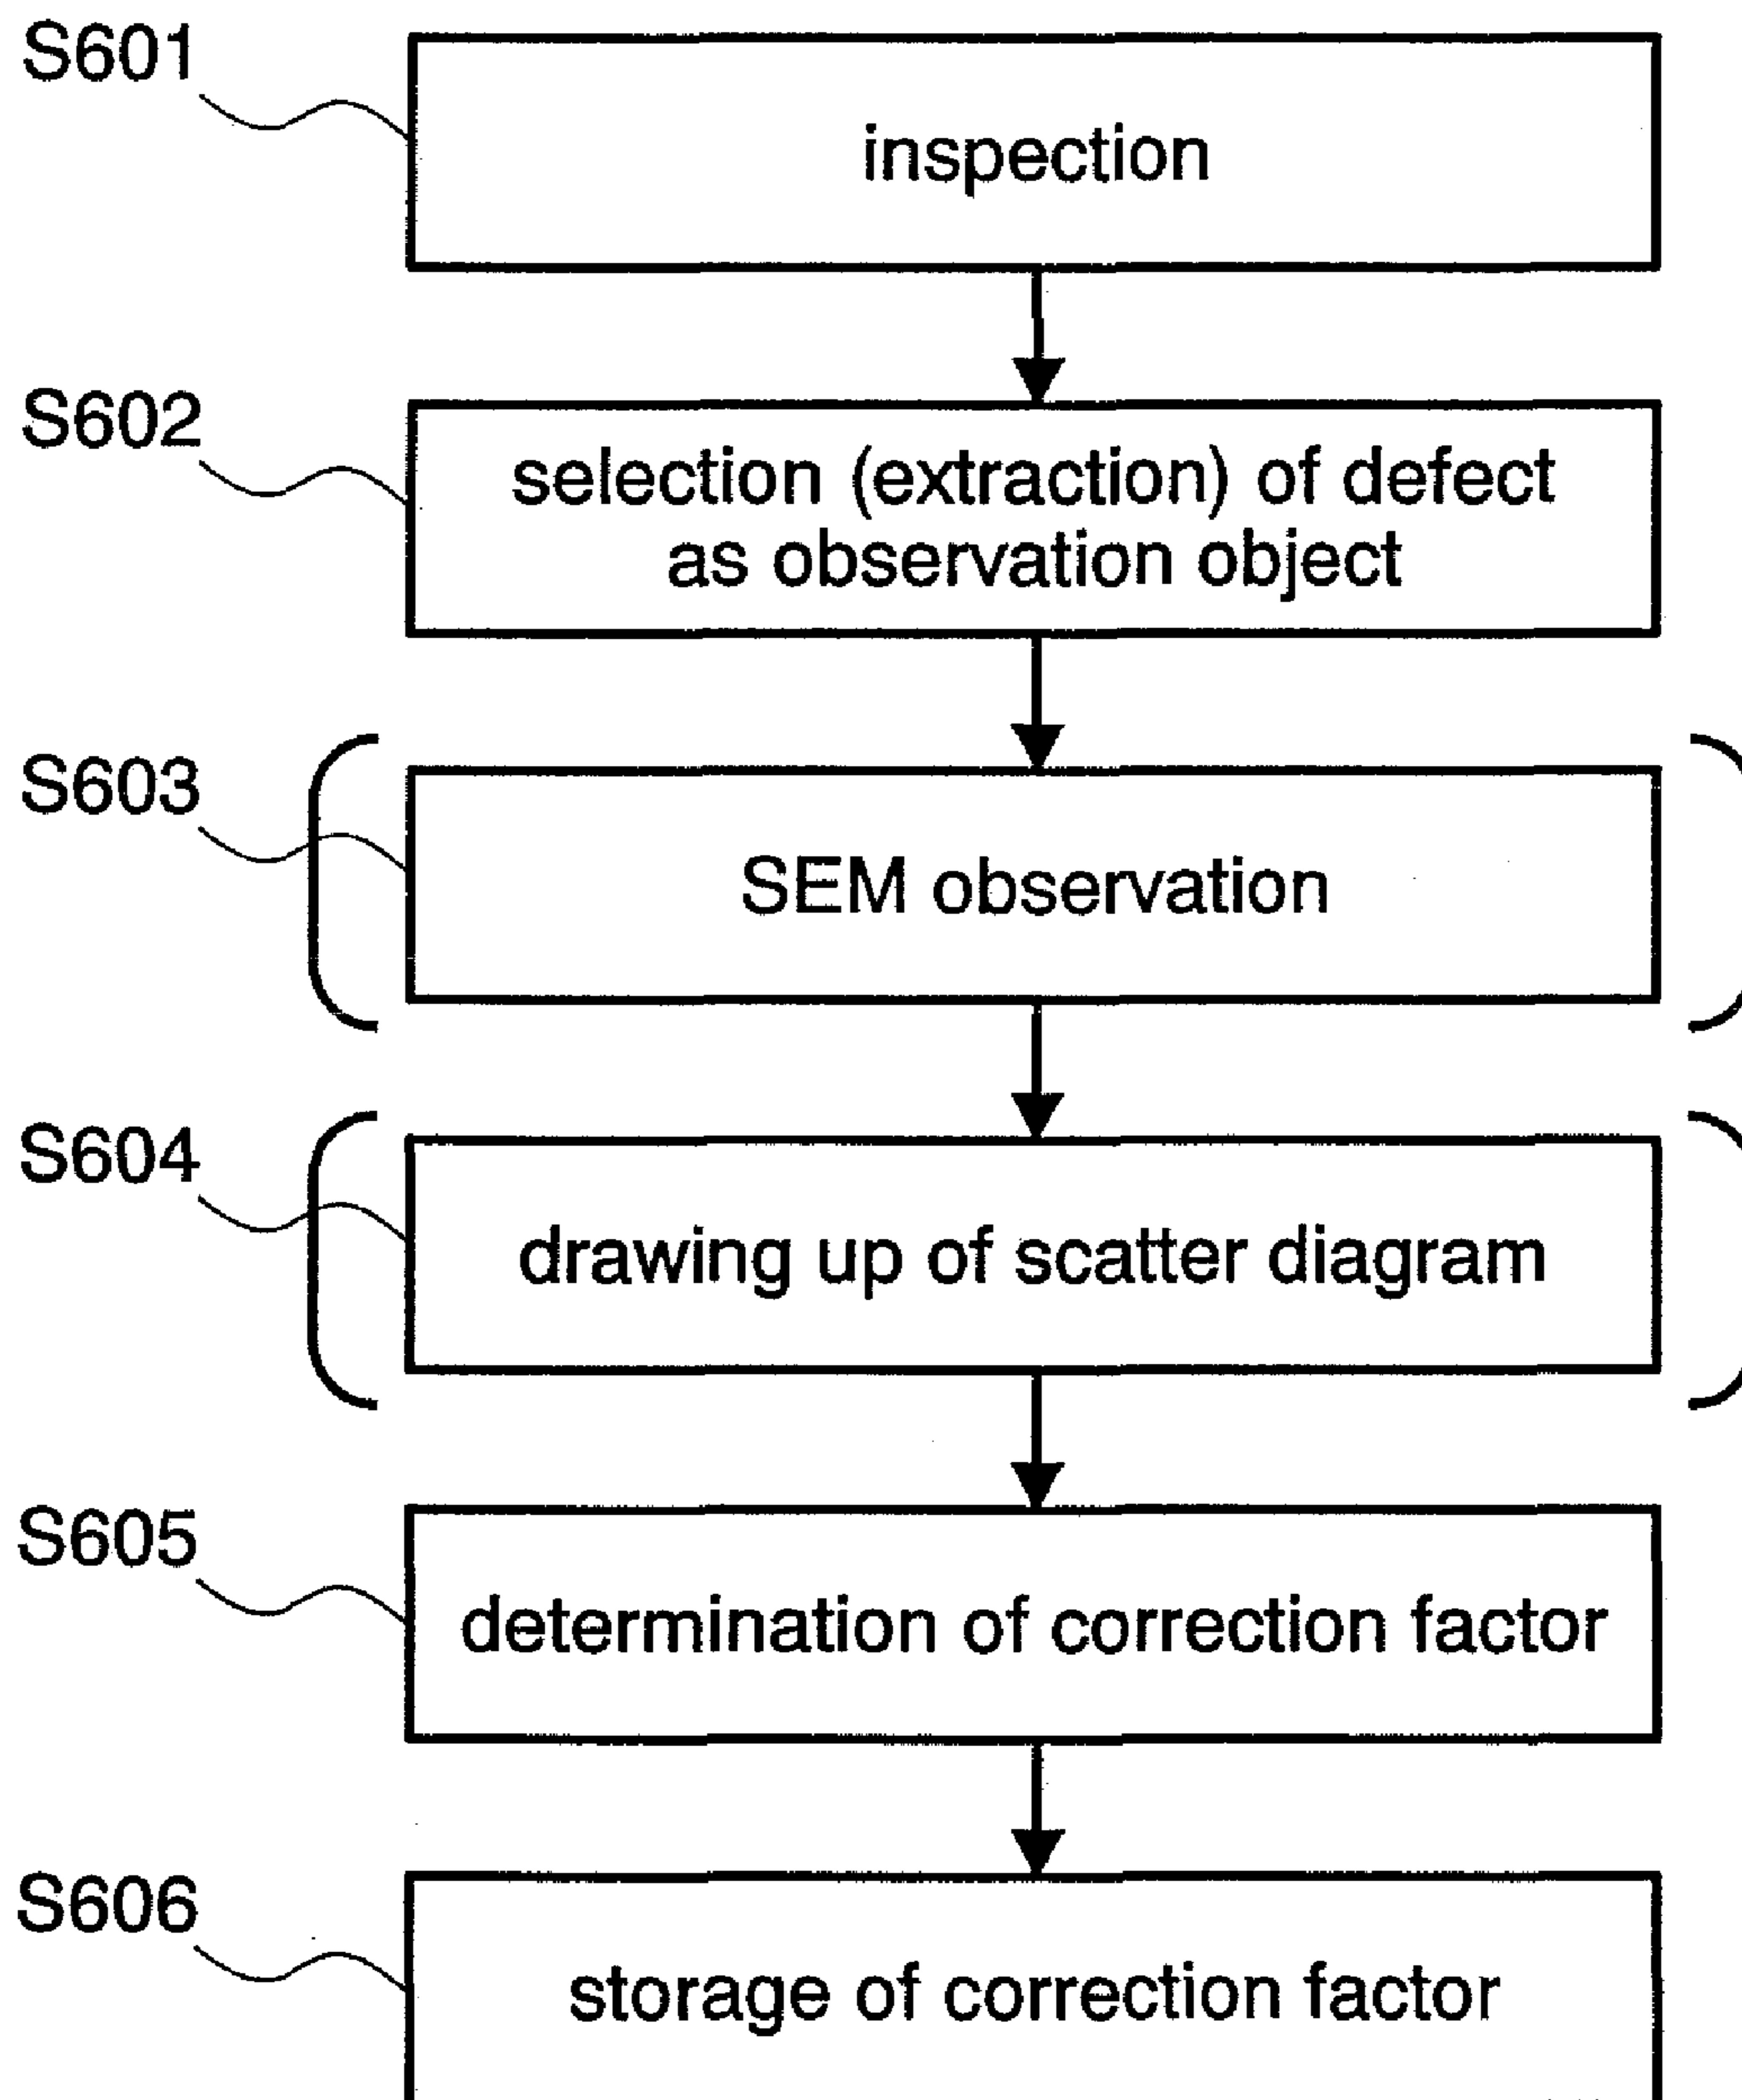 S601
inspection
S602
selection (extraction) of defect
as observation object
S603
SEM observation
S604
drawing up of scatter diagram
S605
determination of correction factor
S606
storage of correction factor